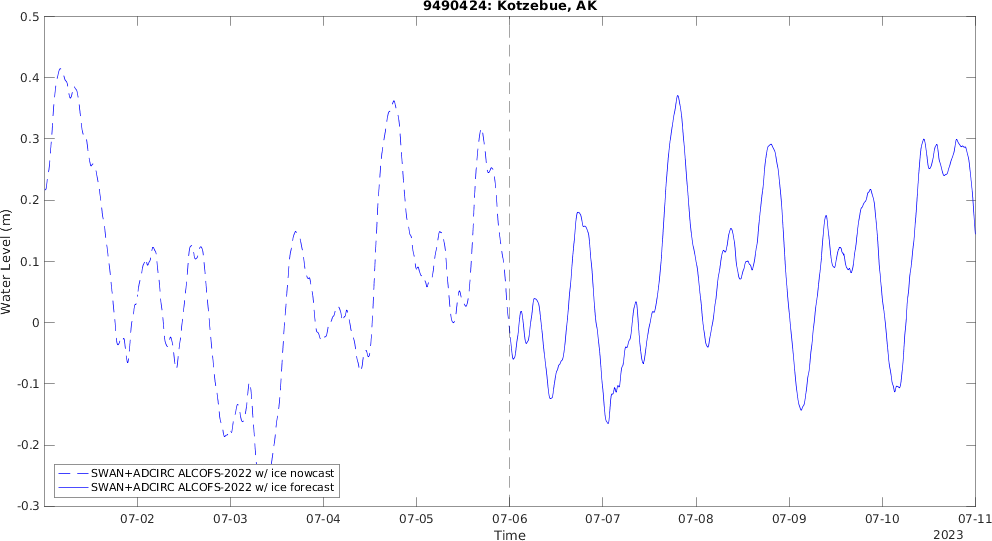 9490424: Kotzebue, AK
0.5
0.4
0.3
0.2
0.1
0
-0.1
-0.2
-0.3
Water Level (m)
SWAN+ADCIRC ALCOFS-2022 w/ ice nowcast
SWAN+ADCIRC ALCOFS-2022 w/ ice forecast
07-02 07-03 07-04 07-05 07-06 07-07 07-08 07-09 07-10 07-11
Time
2023